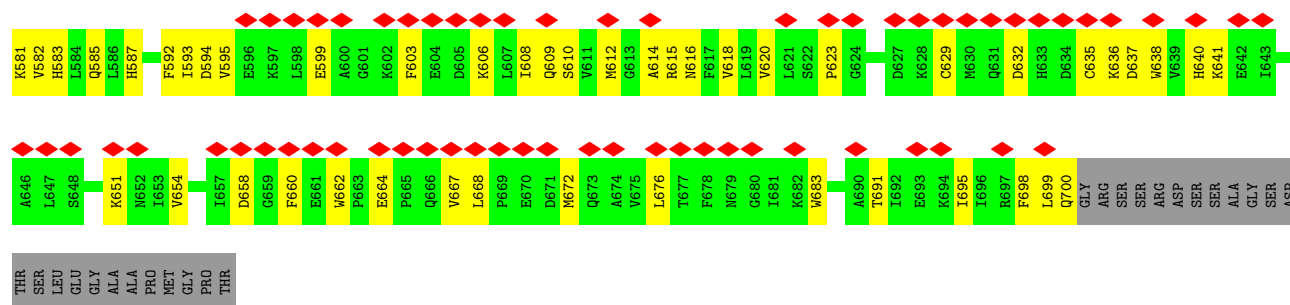 K581 V582 H583 L584 Q585 L586 H587 F592 I593 D594 V595 E596 K597 L598 E599 A600 G601 K602 F603 E604 D605 K606 L607 I608 Q609 S610 V611 M612 G613 A614 R615 N616 F617 V618 L619 V620 L621 S622 P623 G624 D627 K628 C629 M630 Q631 D632 H633 D634 C635 K636 D637 W638 V639 H640 K641 E642 I643
A646 L647 S648 K651 N652 I653 V654 I657 D658 G659 F660 E661 W662 P663 E664 P665 Q666 V667 L668 P669 E670 D671 M672 Q673 A674 V675 L676 T677 F678 N679 G680 I681 K682 W683 A690 T691 I692 E693 K694 I695 I696 R697 F698 L699 Q700 GLY ARG SER SER ARG ASP SER SER ALA GLY SER ASP
THR SER LEU GLU GLY ALA ALA PRO MET GLY PRO THR